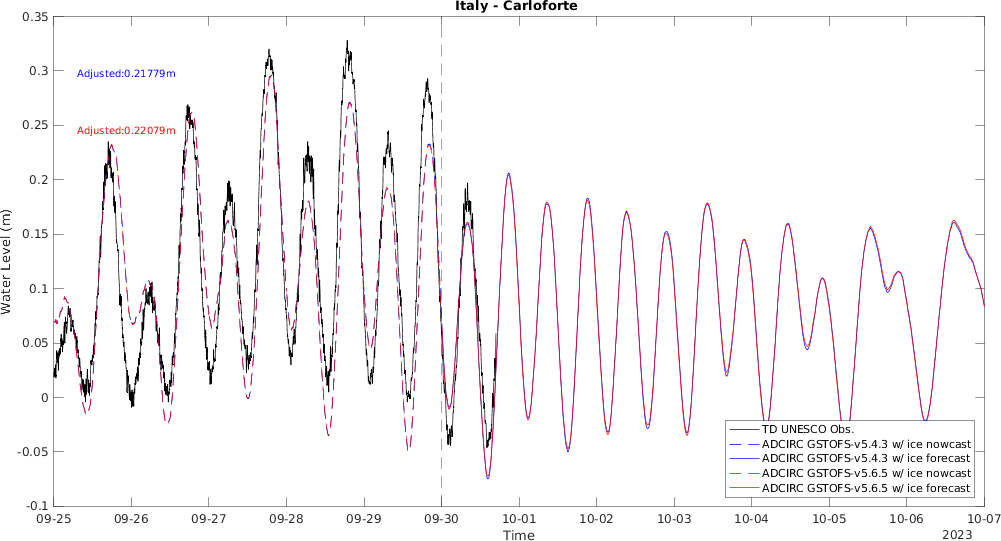 Italy - Carloforte
0.35
0.3
0.25
0.2
0.15
0.1
0.05
0
-0.05
-0.1
Water Level (m)
Adjusted:0.21779m
Adjusted:0.22079m
TD UNESCO Obs.
ADCIRC GSTOFS-v5.4.3 w/ ice nowcast
ADCIRC GSTOFS-v5.4.3 w/ ice forecast
ADCIRC GSTOFS-v5.6.5 w/ ice nowcast
ADCIRC GSTOFS-v5.6.5 w/ ice forecast
09-25 09-26 09-27 09-28 09-29 09-30 10-01 10-02 10-03 10-04 10-05 10-06 10-07
Time
2023